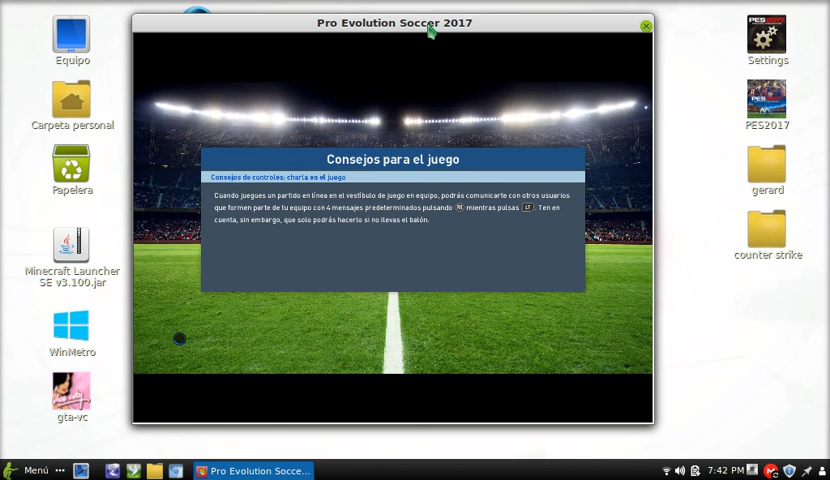 Pro Evolution Soccer 2017
Equipo
Carpeta personal
Papelera
Minecraft Launcher
SE v3.100.jar
WinMetro
gta-vc
Consejos para el juego
Consejos de controles: charla en el juego
Cuando juegues un partido en línea en el vestíbulo de juego en equipo, podrás comunicarte con otros usuarios
que formen parte de tu equipo con 4 mensajes predeterminados pulsando mientras pulsas LT . Ten en
cuenta, sin embargo, que solo podrás hacerlo si no llevas el balón.
Settings
PES2017
gerard
counter strike
Menú
Pro Evolution Socce...
7:42 PM